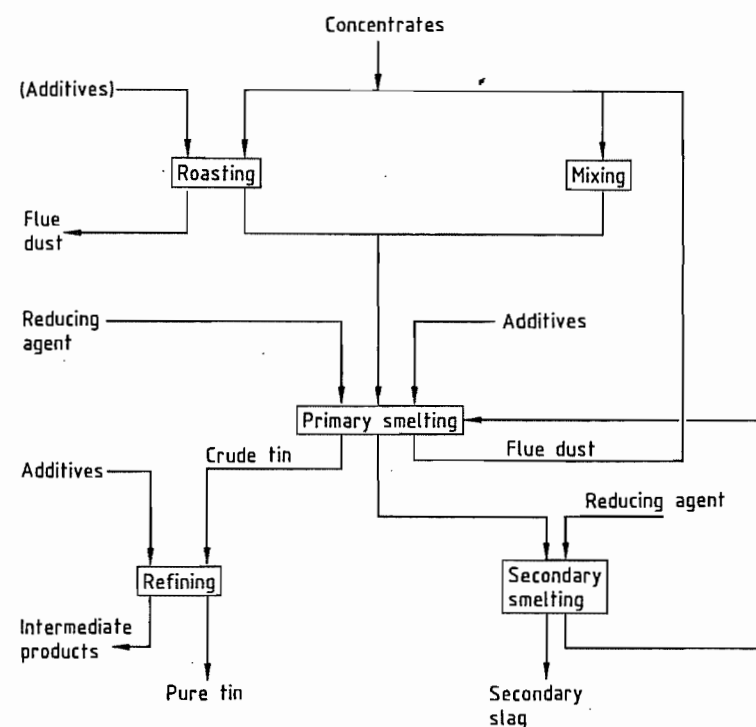 Concentrates
(Additives)
Roasting
Mixing
Flue
dust
Reducing
agent
Additives
Primary smelting
Crude tin
Flue dust
Additives
Reducing agent
Refining
Secondary
smelting
Intermediate
products
Pure tin
Secondary
slag